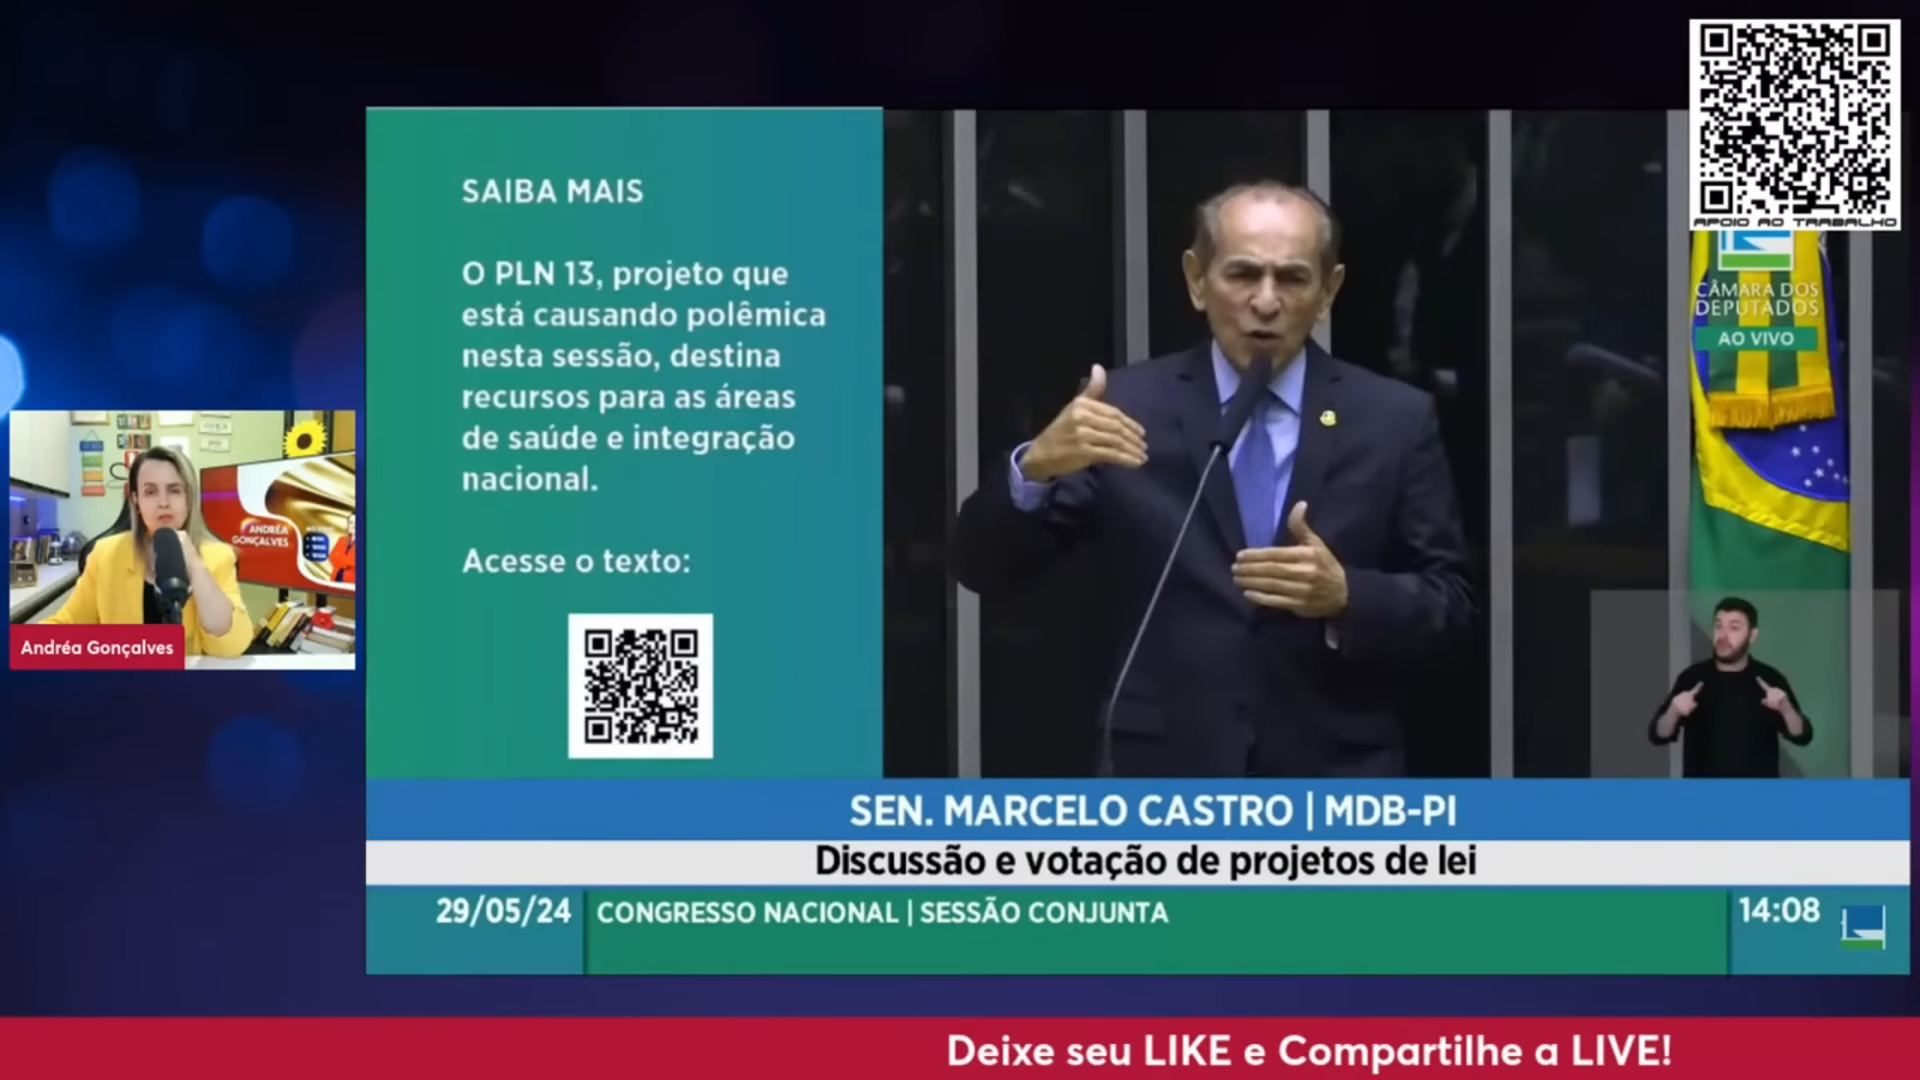 APOIO AO TRABALHO
SAIBA MAIS
O PLN 13, projeto que
está causando polêmica
nesta sessão, destina
recursos para as áreas
de saúde e integração
nacional.
Acesse o texto:
CÂMARA DOS
DEPUTADOS
AO VIVO
ANDRÉA
GONÇALVES
Andréa Gonçalves
SEN. MARCELO CASTRO | MDB-PI
Discussão e votação de projetos de lei
29/05/24
CONGRESSO NACIONAL | SESSÃO CONJUNTA
14:08
Deixe seu LIKE e Compartilhe a LIVE!